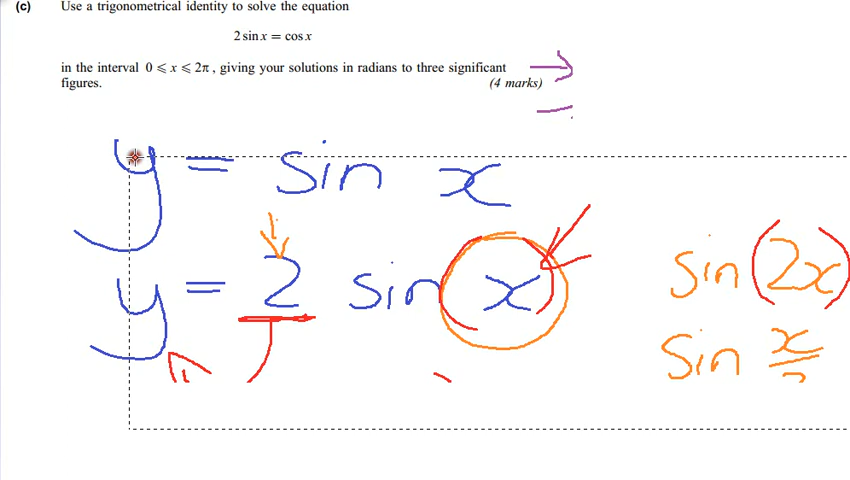 (c) Use a trigonometrical identity to solve the equation
2 sin x = cos x
in the interval 0 ⩽ x ⩽ 2π, giving your solutions in radians to three significant
figures. (4 marks)
y = sin x
y = 2 sin (x) sin (2x)
sin x/2